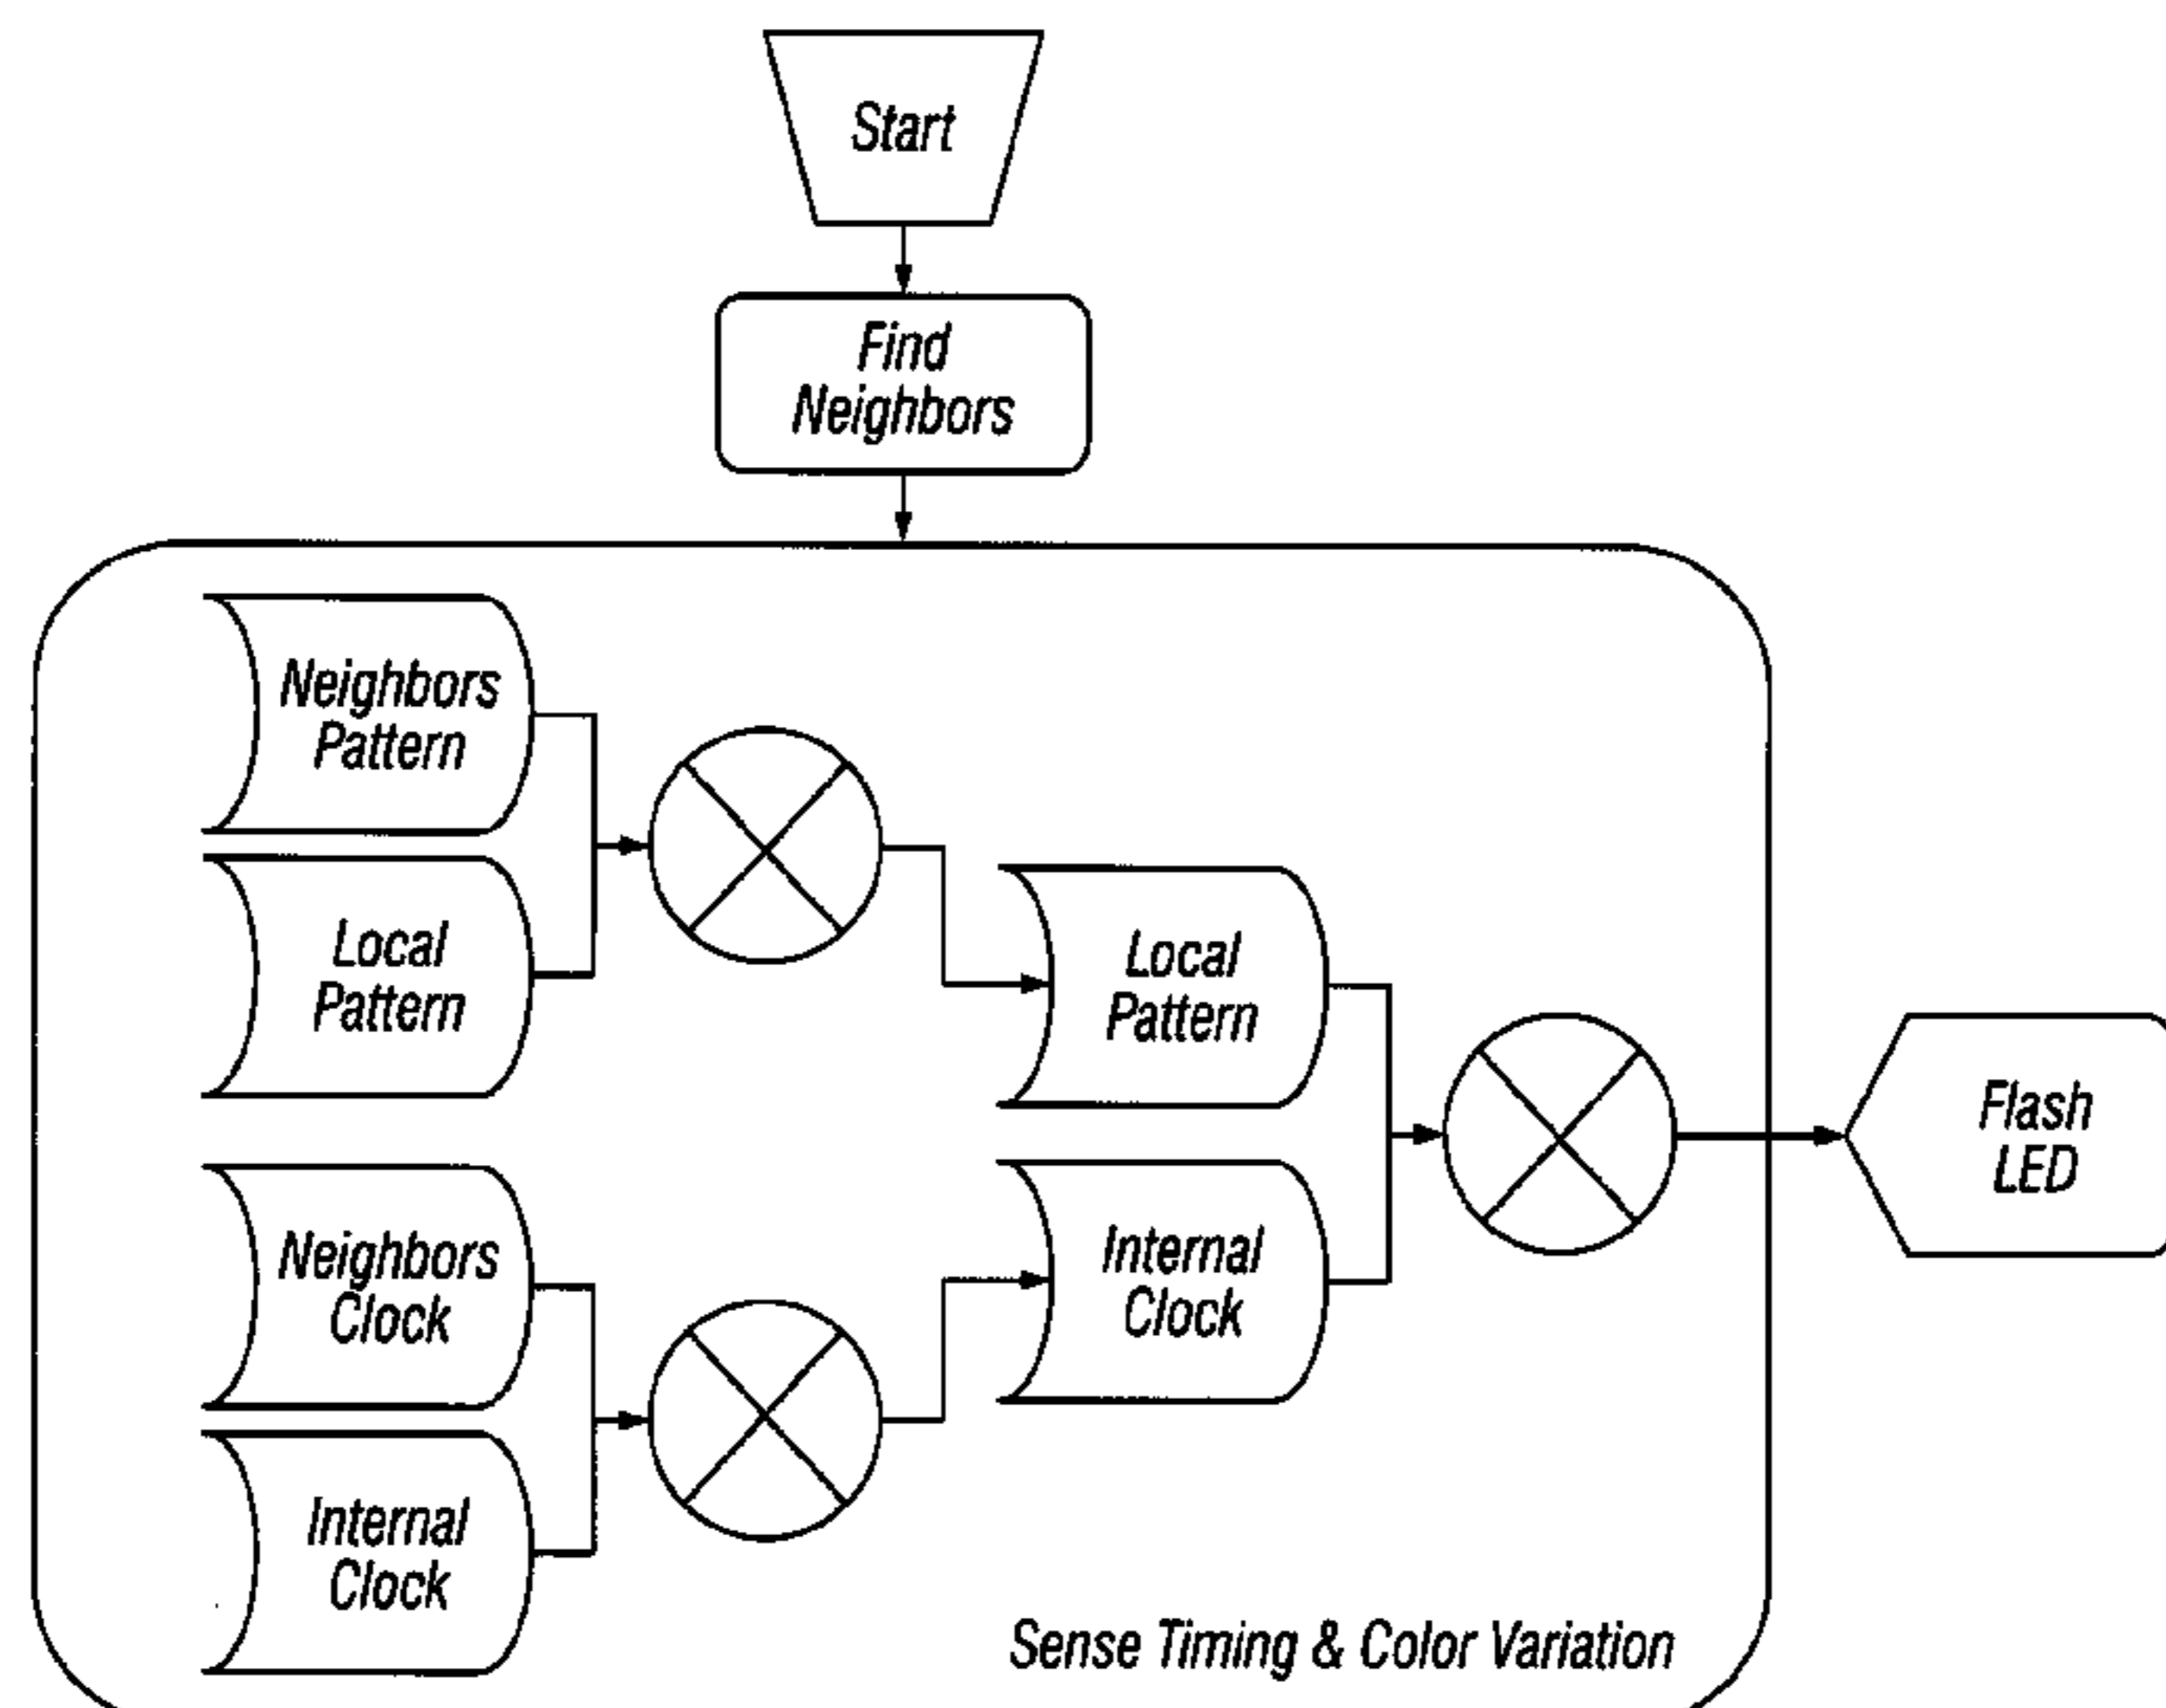 Start
Find
Neighbors
Neighbors
Pattern
Local
Pattern
Local
Pattern
Neighbors
Clock
Internal
Clock
Internal
Clock
Flash
LED
Sense Timing & Color Variation